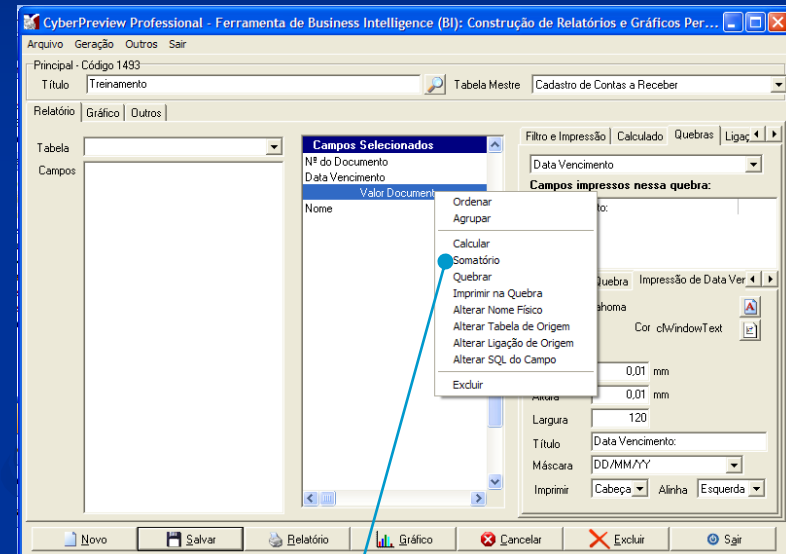 CyberPreview Professional - Ferramenta de Business Intelligence (BI): Construção de Relatórios e Gráficos Per...
Arquivo Geração Outros Sair
Principal - Código 1493
Título Treinamento Tabela Mestre Cadastro de Contas a Receber
Relatório Gráfico Outros
Tabela
Campos
Campos Selecionados
Nº do Documento
Data Vencimento
Valor Document
Nome
Ordenar
Agrupar
Calcular
Somatório
Quebrar
Imprimir na Quebra
Alterar Nome Físico
Alterar Tabela de Origem
Alterar Ligação de Origem
Alterar SQL do Campo
Excluir
Filtro e Impressão Calculado Quebras Ligaç
Data Vencimento
Campos impressos nessa quebra:
to:
Quebra Impressão de Data Ver
ahoma
Cor clWindowText
0,01 mm
Altura 0,01 mm
Largura 120
Título Data Vencimento:
Máscara DD/MM/YY
Imprimir Cabeça Alinha Esquerda
Novo Salvar Relatório Gráfico Cancelar Excluir Sair